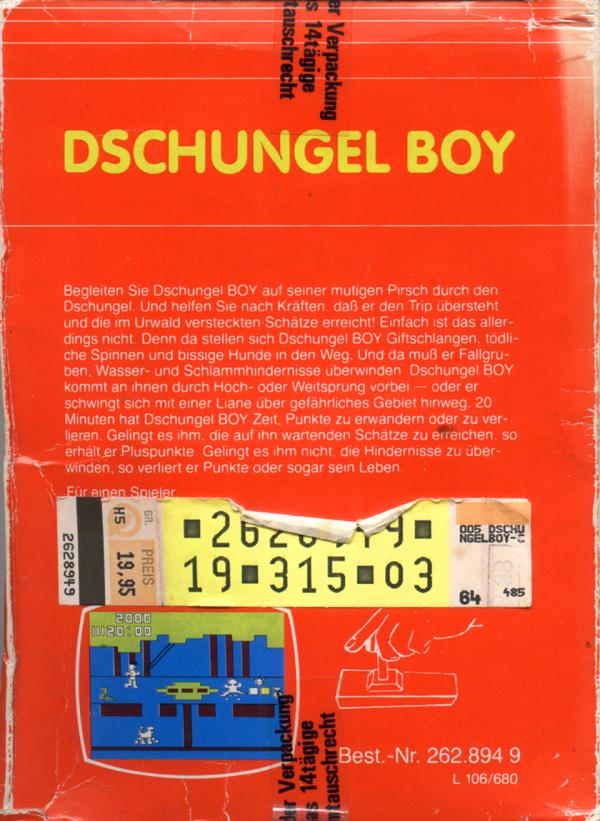 er Verpackung
s 14tägige
tauschrecht
DSCHUNGEL BOY
Begleiten Sie Dschungel BOY auf seiner mutigen Pirsch durch den
Dschungel. Und helfen Sie nach Kräften, daß er den Trip übersteht
und die im Urwald versteckten Schätze erreicht! Einfach ist das aller-
dings nicht. Denn da stellen sich Dschungel BOY Giftschlangen, tödli-
che Spinnen und bissige Hunde in den Weg. Und da muß er Fallgru-
ben, Wasser- und Schlammhindernisse überwinden. Dschungel BOY
kommt an ihnen durch Hoch- oder Weitsprung vorbei — oder er
schwingt sich mit einer Liane über gefährliches Gebiet hinweg. 20
Minuten hat Dschungel BOY Zeit, Punkte zu erwandern oder zu ver-
lieren. Gelingt es ihm, die auf ihn wartenden Schätze zu erreichen, so
erhält er Pluspunkte. Gelingt es ihm nicht, die Hindernisse zu über-
winden, so verliert er Punkte oder sogar sein Leben.
Für einen Spieler
2628949
H5
GR.
19,95
PREIS
19 315 03
005 DSCHU
NGELBOY-C
64
485
2000
20:00
er Verpackung
as 14tägige
ntauschrecht
Best.-Nr. 262.894 9
L 106/680